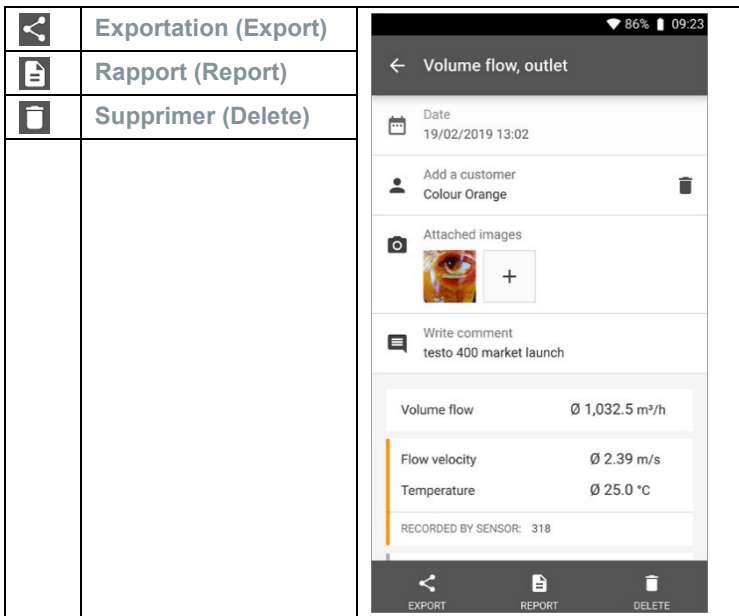 Exportation (Export)
Rapport (Report)
Supprimer (Delete)
86% 09:23
Volume flow, outlet
Date
19/02/2019 13:02
Add a customer
Colour Orange
Attached images
+
Write comment
testo 400 market launch
Volume flow Ø 1,032.5 m³/h
Flow velocity Ø 2.39 m/s
Temperature Ø 25.0 °C
RECORDED BY SENSOR: 318
EXPORT REPORT DELETE